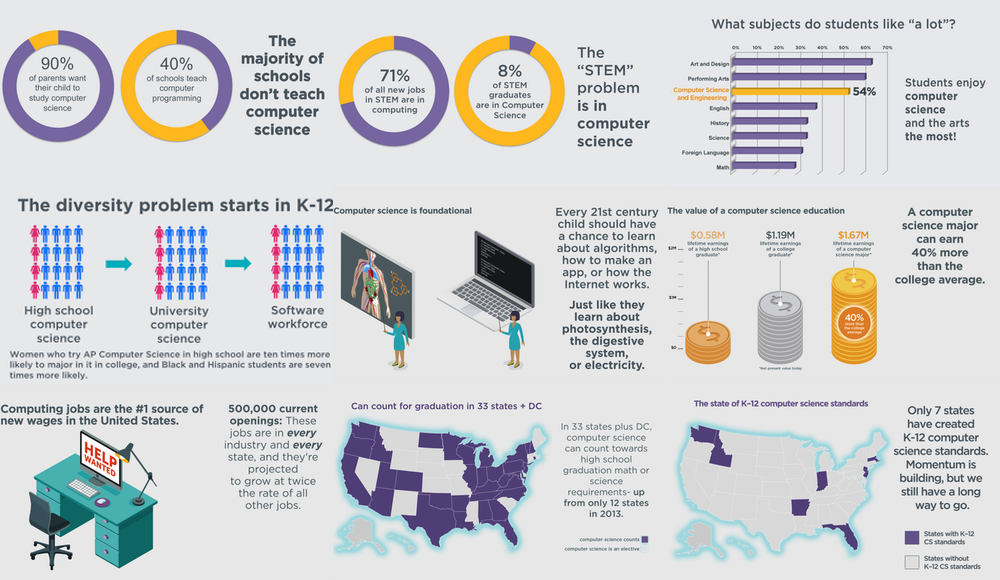 90%
of parents want
their child to
study computer
science
40%
of schools teach
computer
programming
The
majority of
schools
don't teach
computer
science
71%
of all new jobs
in STEM are in
computing
8%
of STEM
graduates
are in Computer
Science
The
“STEM”
problem
is in
computer
science
What subjects do students like “a lot”?
0% 10% 20% 30% 40% 50% 60% 70%
Art and Design
Performing Arts
Computer Science
and Engineering
54%
English
History
Science
Foreign Language
Math
Students enjoy
computer
science
and the arts
the most!
The diversity problem starts in K-12
High school
computer
science
University
computer
science
Software
workforce
Women who try AP Computer Science in high school are ten times more
likely to major in it in college, and Black and Hispanic students are seven
times more likely.
Computer science is foundational
Every 21st century
child should have
a chance to learn
about algorithms,
how to make an
app, or how the
Internet works.
Just like they
learn about
photosynthesis,
the digestive
system,
or electricity.
The value of a computer science education
$0.58M
lifetime earnings
of a high school
graduate*
$1.19M
lifetime earnings
of a college
graduate*
$1.67M
lifetime earnings
of a computer
science major*
$2M
$1M
$0
40%
more than
the college
average
*Net present value today
A computer
science major
can earn
40% more
than the
college average.
Computing jobs are the #1 source of
new wages in the United States.
HELP
WANTED
500,000 current
openings: These
jobs are in every
industry and every
state, and they're
projected
to grow at twice
the rate of all
other jobs.
Can count for graduation in 33 states + DC
In 33 states plus DC,
computer science
can count towards
high school
graduation math or
science
requirements- up
from only 12 states
in 2013.
computer science counts
computer science is an elective
The state of K–12 computer science standards
Only 7 states
have created
K-12 computer
science standards.
Momentum is
building, but we
still have a long
way to go.
States with K–12
CS standards
States without
K–12 CS standards